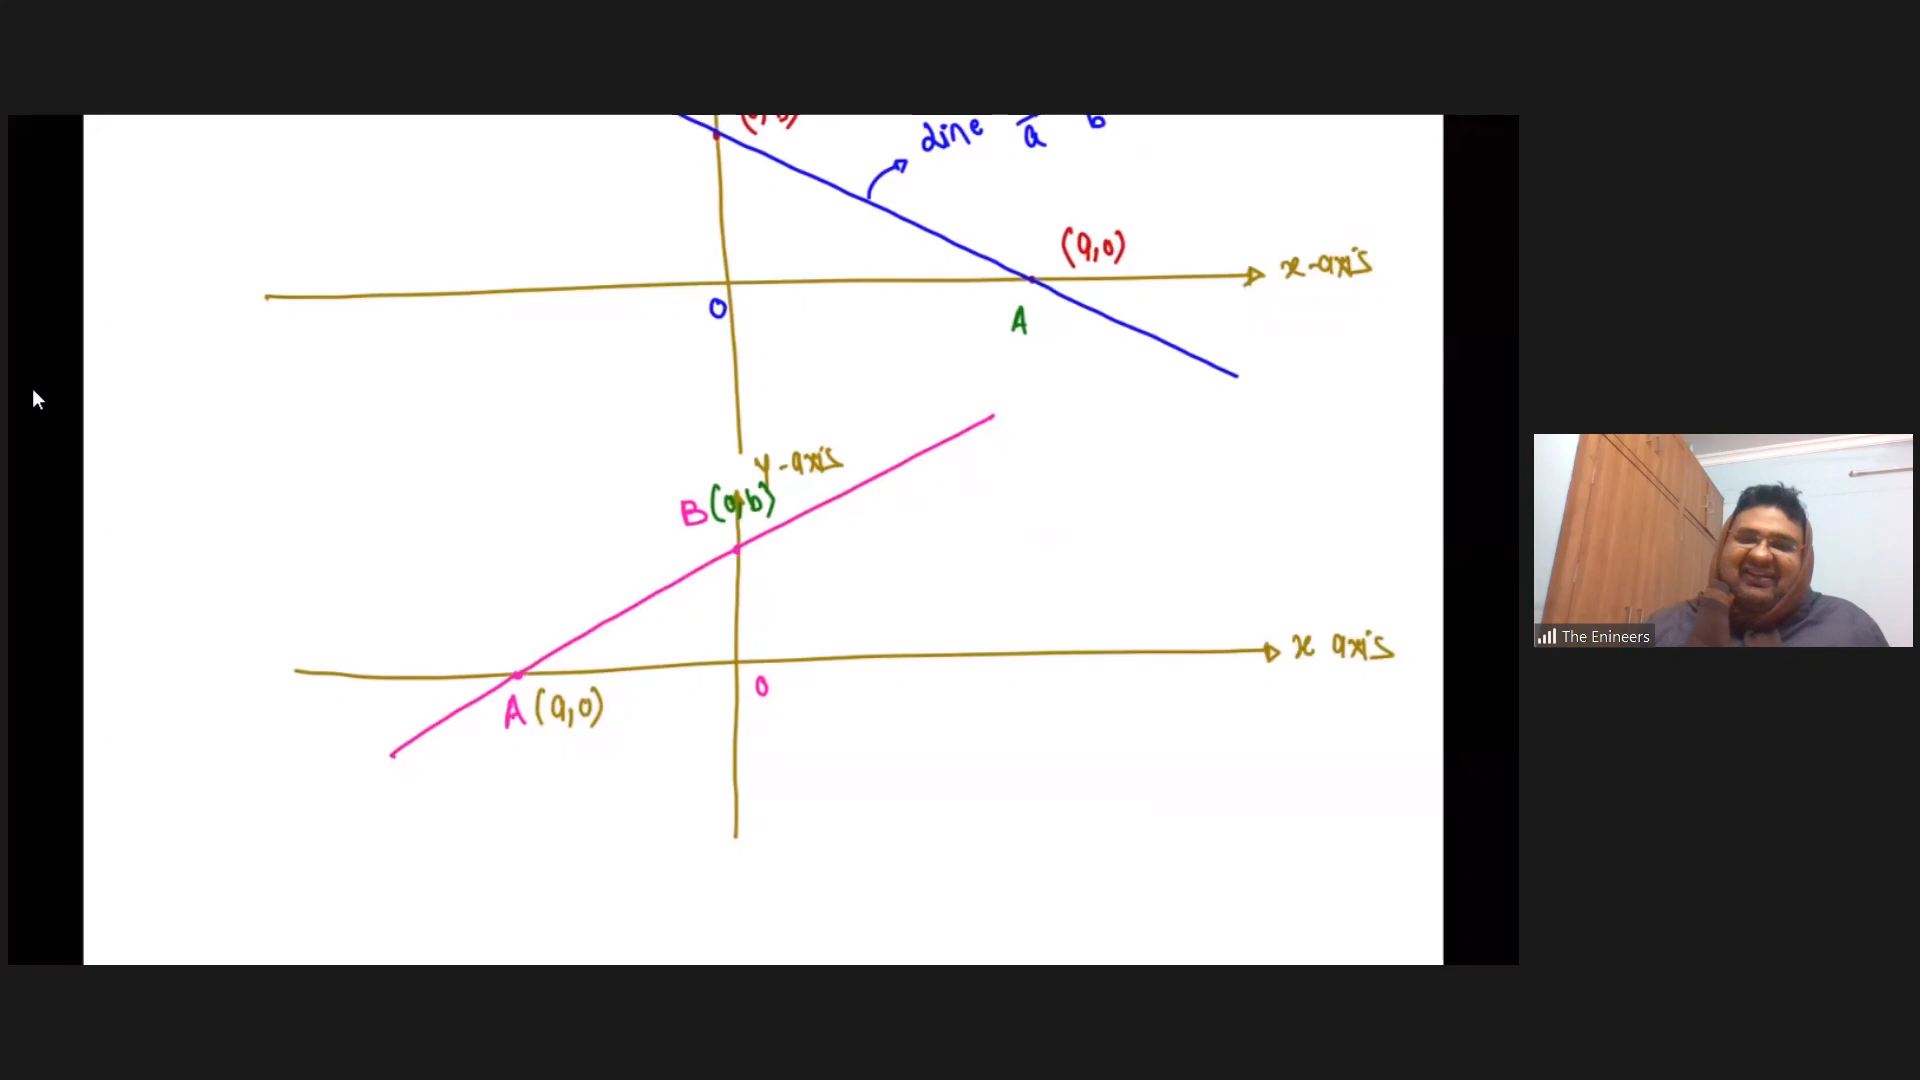 Line a b
(a,0)
x-axis
O
A
y-axis
B(0,b)
x axis
O
A(a,0)
The Enineers